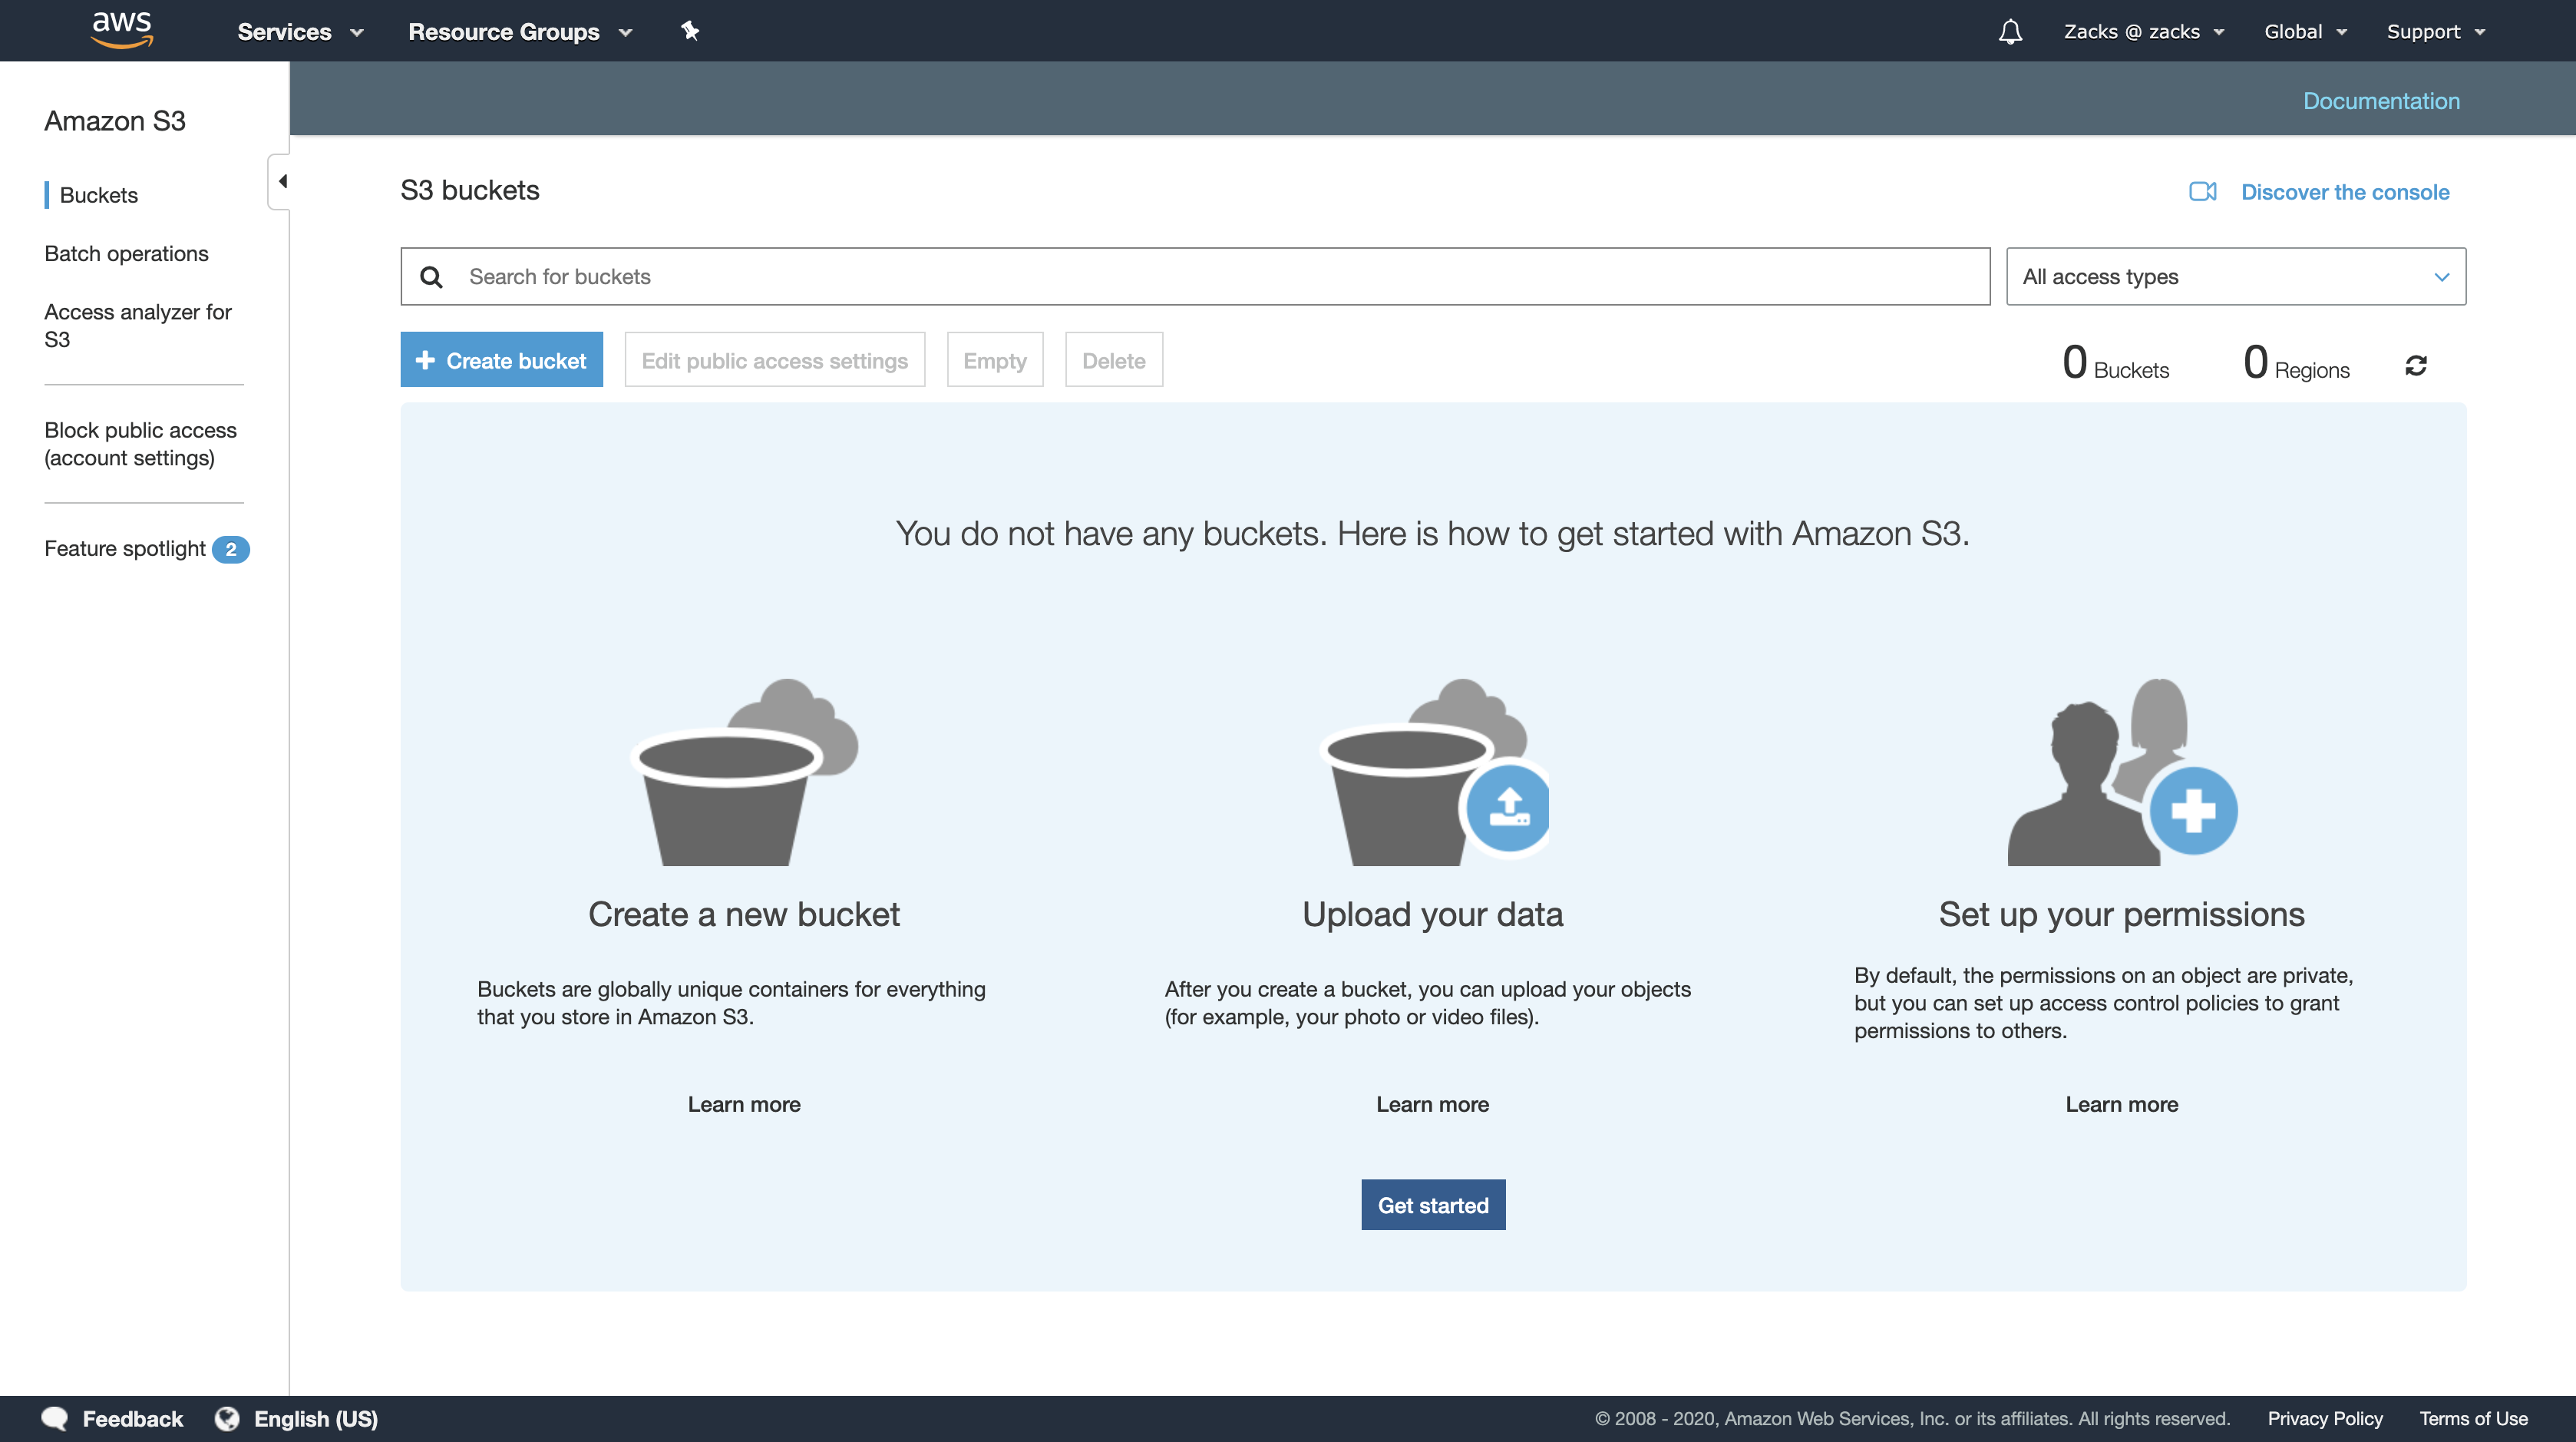 aws
Services
Resource Groups
Zacks @ zacks
Global
Support
Documentation
Amazon S3
Buckets
Batch operations
Access analyzer for
S3
Block public access
(account settings)
Feature spotlight 2
S3 buckets
Discover the console
Search for buckets
All access types
Create bucket
Edit public access settings
Empty
Delete
0 Buckets
0 Regions
You do not have any buckets. Here is how to get started with Amazon S3.
Create a new bucket
Buckets are globally unique containers for everything
that you store in Amazon S3.
Learn more
Upload your data
After you create a bucket, you can upload your objects
(for example, your photo or video files).
Learn more
Set up your permissions
By default, the permissions on an object are private,
but you can set up access control policies to grant
permissions to others.
Learn more
Get started
Feedback
English (US)
© 2008 - 2020, Amazon Web Services, Inc. or its affiliates. All rights reserved.
Privacy Policy
Terms of Use